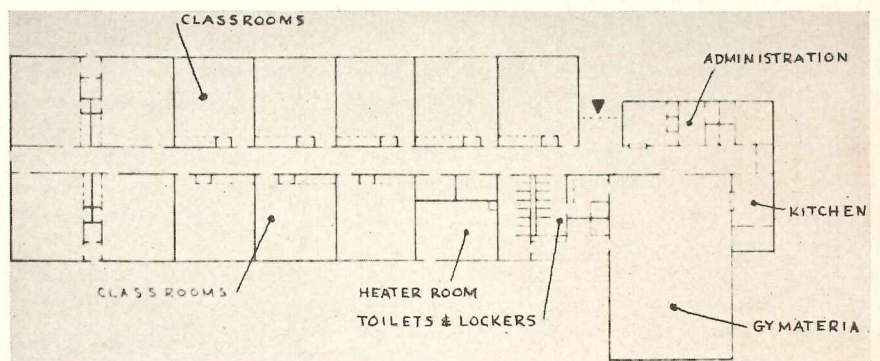 CLASSROOMS
ADMINISTRATION
KITCHEN
CLASSROOMS
HEATER ROOM
TOILETS & LOCKERS
GYMATERIA